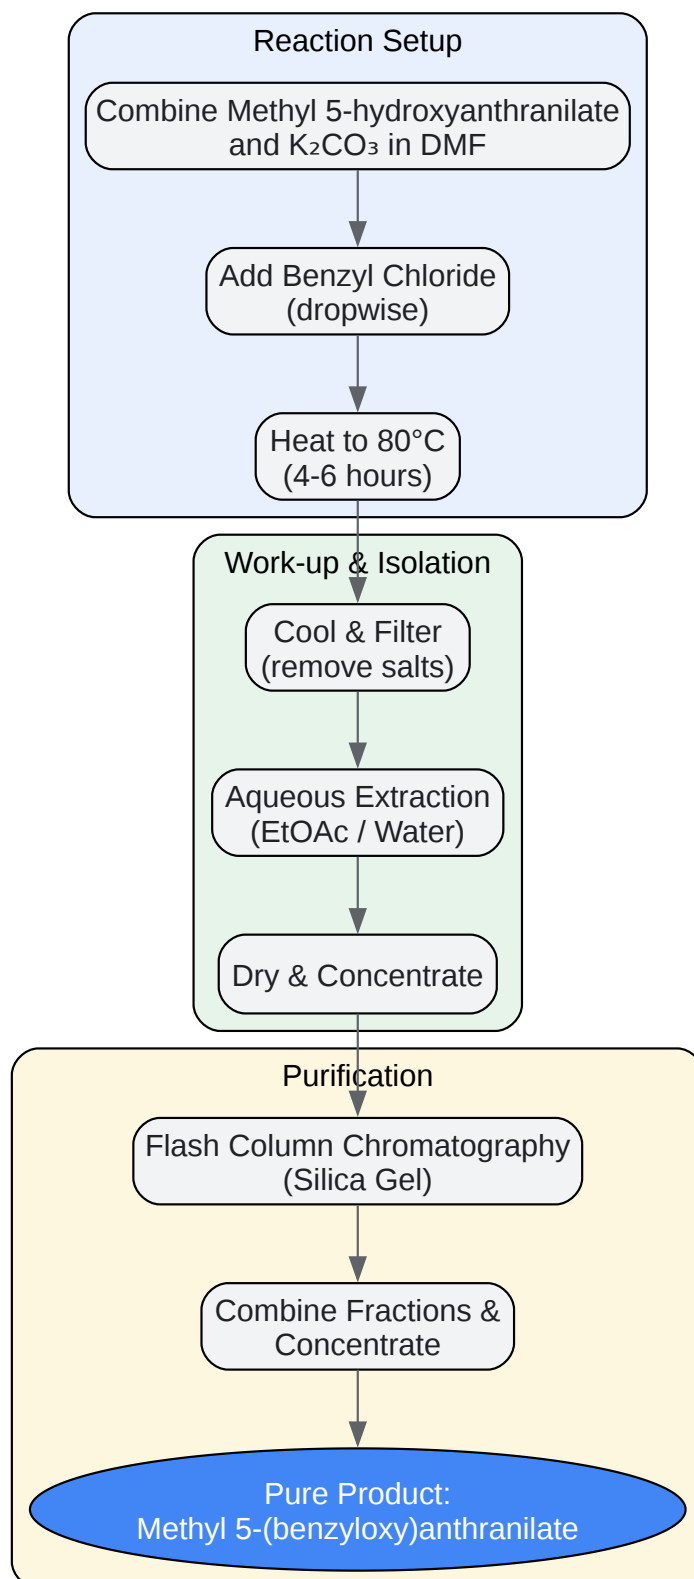 Reaction Setup
Combine Methyl 5-hydroxyanthranilate
and K₂CO₃ in DMF
Add Benzyl Chloride
(dropwise)
Heat to 80°C
(4-6 hours)
Work-up & Isolation
Cool & Filter
(remove salts)
Aqueous Extraction
(EtOAc / Water)
Dry & Concentrate
Purification
Flash Column Chromatography
(Silica Gel)
Combine Fractions &
Concentrate
Pure Product:
Methyl 5-(benzyloxy)anthranilate